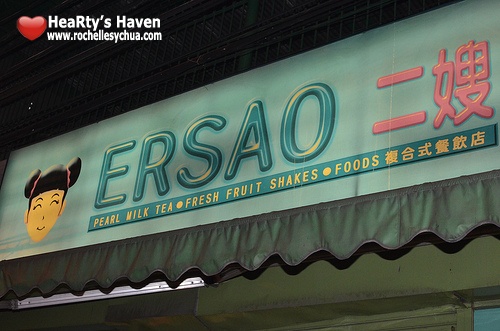 HeaRty's Haven
www.rochellesychua.com
ERSAO 二嫂
PEARL MILK TEA ● FRESH FRUIT SHAKES ● FOODS 複合式餐飲店